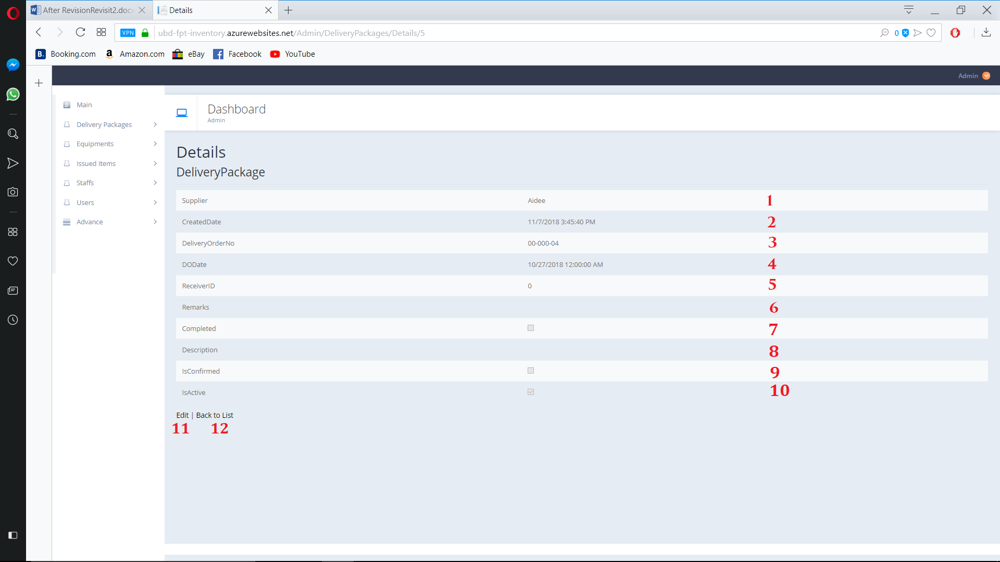 After RevisionRevisit2.docx
Details
VPN
ubd-fpt-inventory.azurewebsites.net/Admin/DeliveryPackages/Details/5
0
B. Booking.com
a Amazon.com
eBay
Facebook
YouTube
Admin
Main
Delivery Packages
Equipments
Issued Items
Staffs
Users
Advance
Dashboard
Admin
Details
DeliveryPackage
Supplier Aidee 1
CreatedDate 11/7/2018 3:45:40 PM 2
DeliveryOrderNo 00-000-04 3
DODate 10/27/2018 12:00:00 AM 4
ReceiverID 0 5
Remarks 6
Completed 7
Description 8
IsConfirmed 9
IsActive 10
Edit | Back to List
11 12